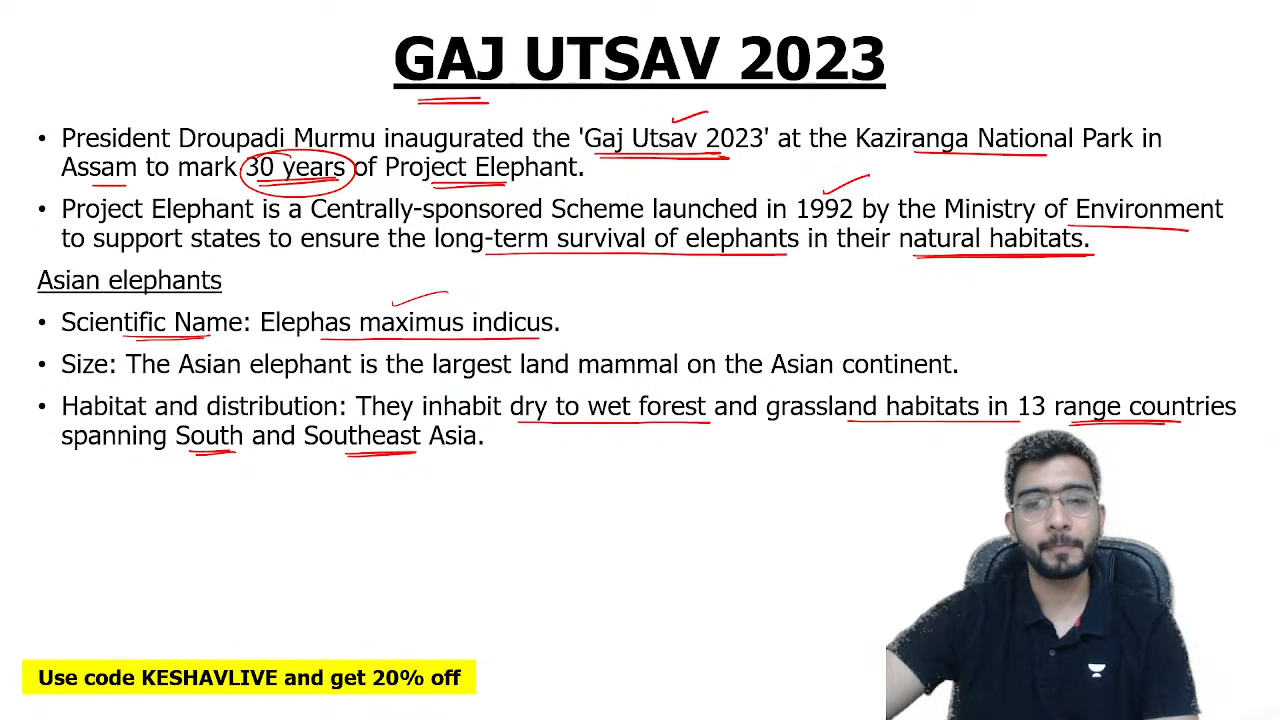 GAJ UTSAV 2023
• President Droupadi Murmu inaugurated the 'Gaj Utsav 2023' at the Kaziranga National Park in
Assam to mark 30 years of Project Elephant.
• Project Elephant is a Centrally-sponsored Scheme launched in 1992 by the Ministry of Environment
to support states to ensure the long-term survival of elephants in their natural habitats.
Asian elephants
• Scientific Name: Elephas maximus indicus.
• Size: The Asian elephant is the largest land mammal on the Asian continent.
• Habitat and distribution: They inhabit dry to wet forest and grassland habitats in 13 range countries
spanning South and Southeast Asia.
Use code KESHAVLIVE and get 20% off